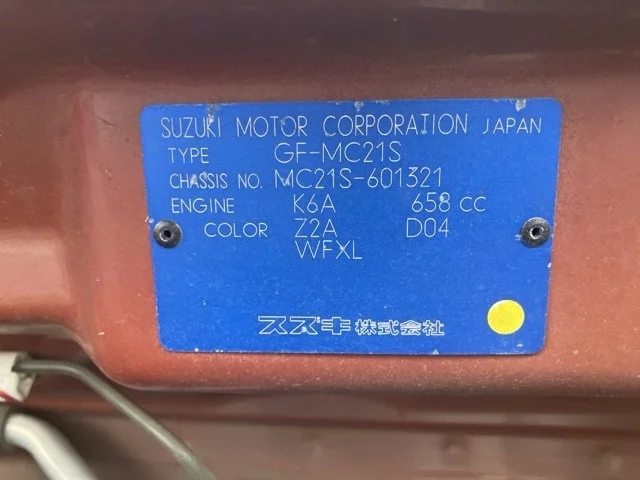 SUZUKI MOTOR CORPORATION JAPAN
TYPE GF-MC21S
CHASSIS NO. MC21S-601321
ENGINE K6A 658 CC
COLOR Z2A D04
WFXL
スズキ株式会社